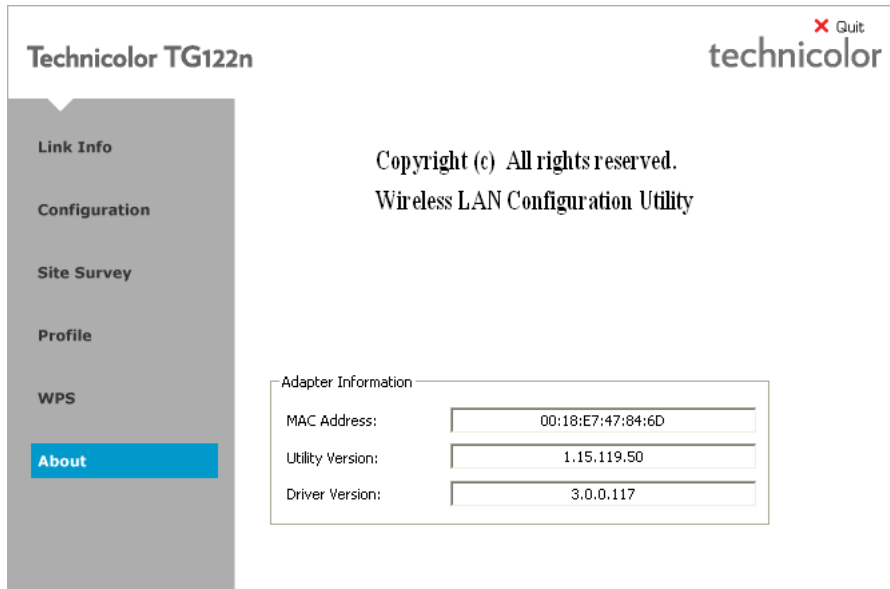 Quit
Technicolor TG122n
technicolor
Link Info
Configuration
Site Survey
Profile
WPS
About
Copyright (c)  All rights reserved.
Wireless LAN Configuration Utility
Adapter Information
MAC Address: 00:18:E7:47:84:6D
Utility Version: 1.15.119.50
Driver Version: 3.0.0.117